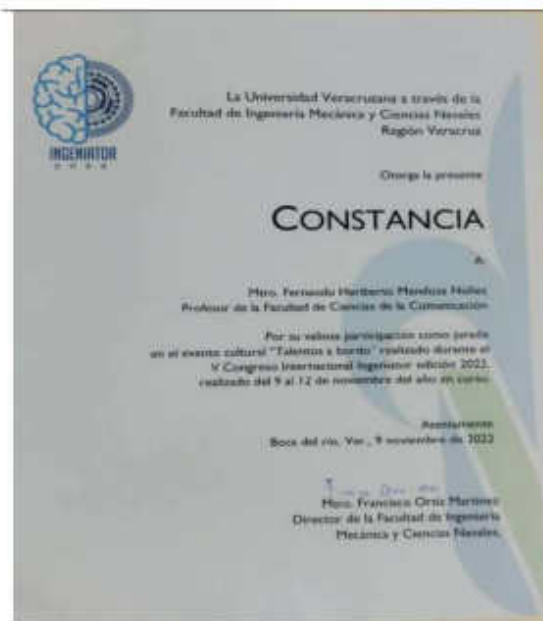 INGENIATOR
La Universidad Veracruzana a través de la
Facultad de Ingeniería Mecánica y Ciencias Navales
Región Veracruz
Otorga la presente
CONSTANCIA
A:
Mtro. Fernando Heriberto Mendoza Núñez
Profesor de la Facultad de Ciencias de la Comunicación
Por su valiosa participación como jurado
en el evento cultural "Talentos a bordo" realizado durante el
V Congreso Internacional Ingeniator edición 2022,
realizado del 9 al 12 de noviembre del año en curso.
Atentamente
Boca del río, Ver., 9 noviembre de 2022
Mtro. Francisco Ortiz Martínez
Director de la Facultad de Ingeniería
Mecánica y Ciencias Navales.